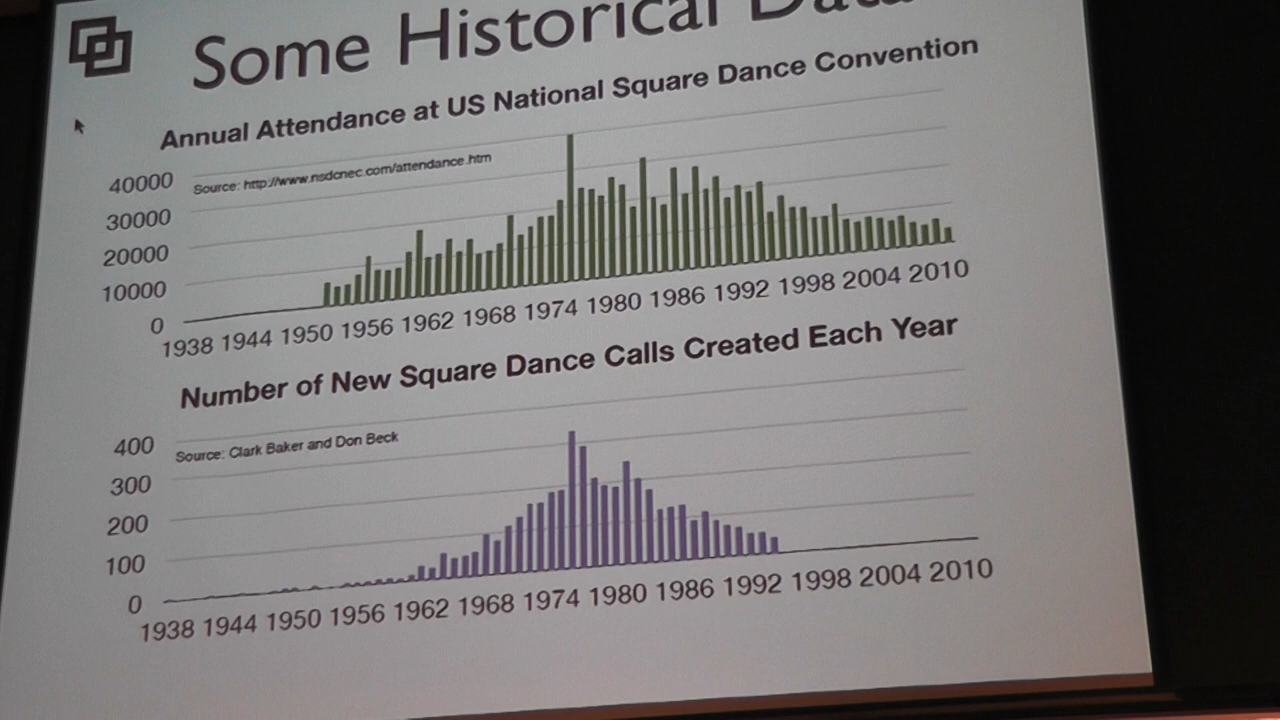 Some Historical Data
Annual Attendance at US National Square Dance Convention
Source: http://www.nsdcnec.com/attendance.htm
40000
30000
20000
10000
0
1938 1944 1950 1956 1962 1968 1974 1980 1986 1992 1998 2004 2010
Number of New Square Dance Calls Created Each Year
Source: Clark Baker and Don Beck
400
300
200
100
0
1938 1944 1950 1956 1962 1968 1974 1980 1986 1992 1998 2004 2010